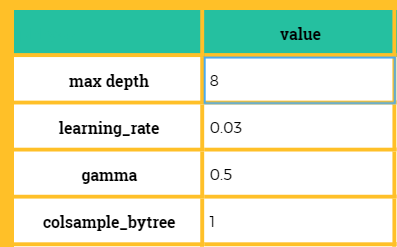 value
max depth 8
learning_rate 0.03
gamma 0.5
colsample_bytree 1